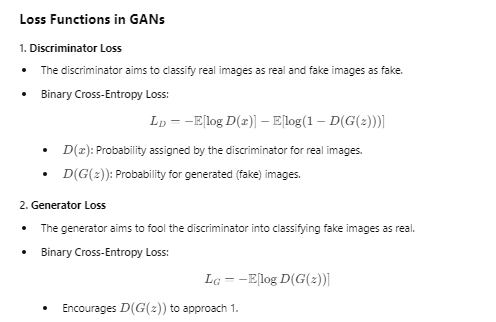 Loss Functions in GANs
1. Discriminator Loss
• The discriminator aims to classify real images as real and fake images as fake.
• Binary Cross-Entropy Loss:
L_D = −𝔼[log D(x)] − 𝔼[log(1 − D(G(z)))]
• D(x): Probability assigned by the discriminator for real images.
• D(G(z)): Probability for generated (fake) images.
2. Generator Loss
• The generator aims to fool the discriminator into classifying fake images as real.
• Binary Cross-Entropy Loss:
L_G = −𝔼[log D(G(z))]
• Encourages D(G(z)) to approach 1.